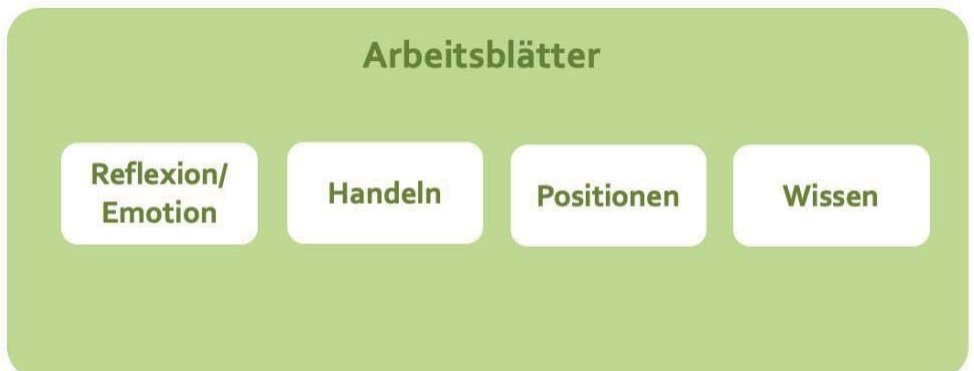 Arbeitsblätter
Reflexion/
Emotion
Handeln
Positionen
Wissen